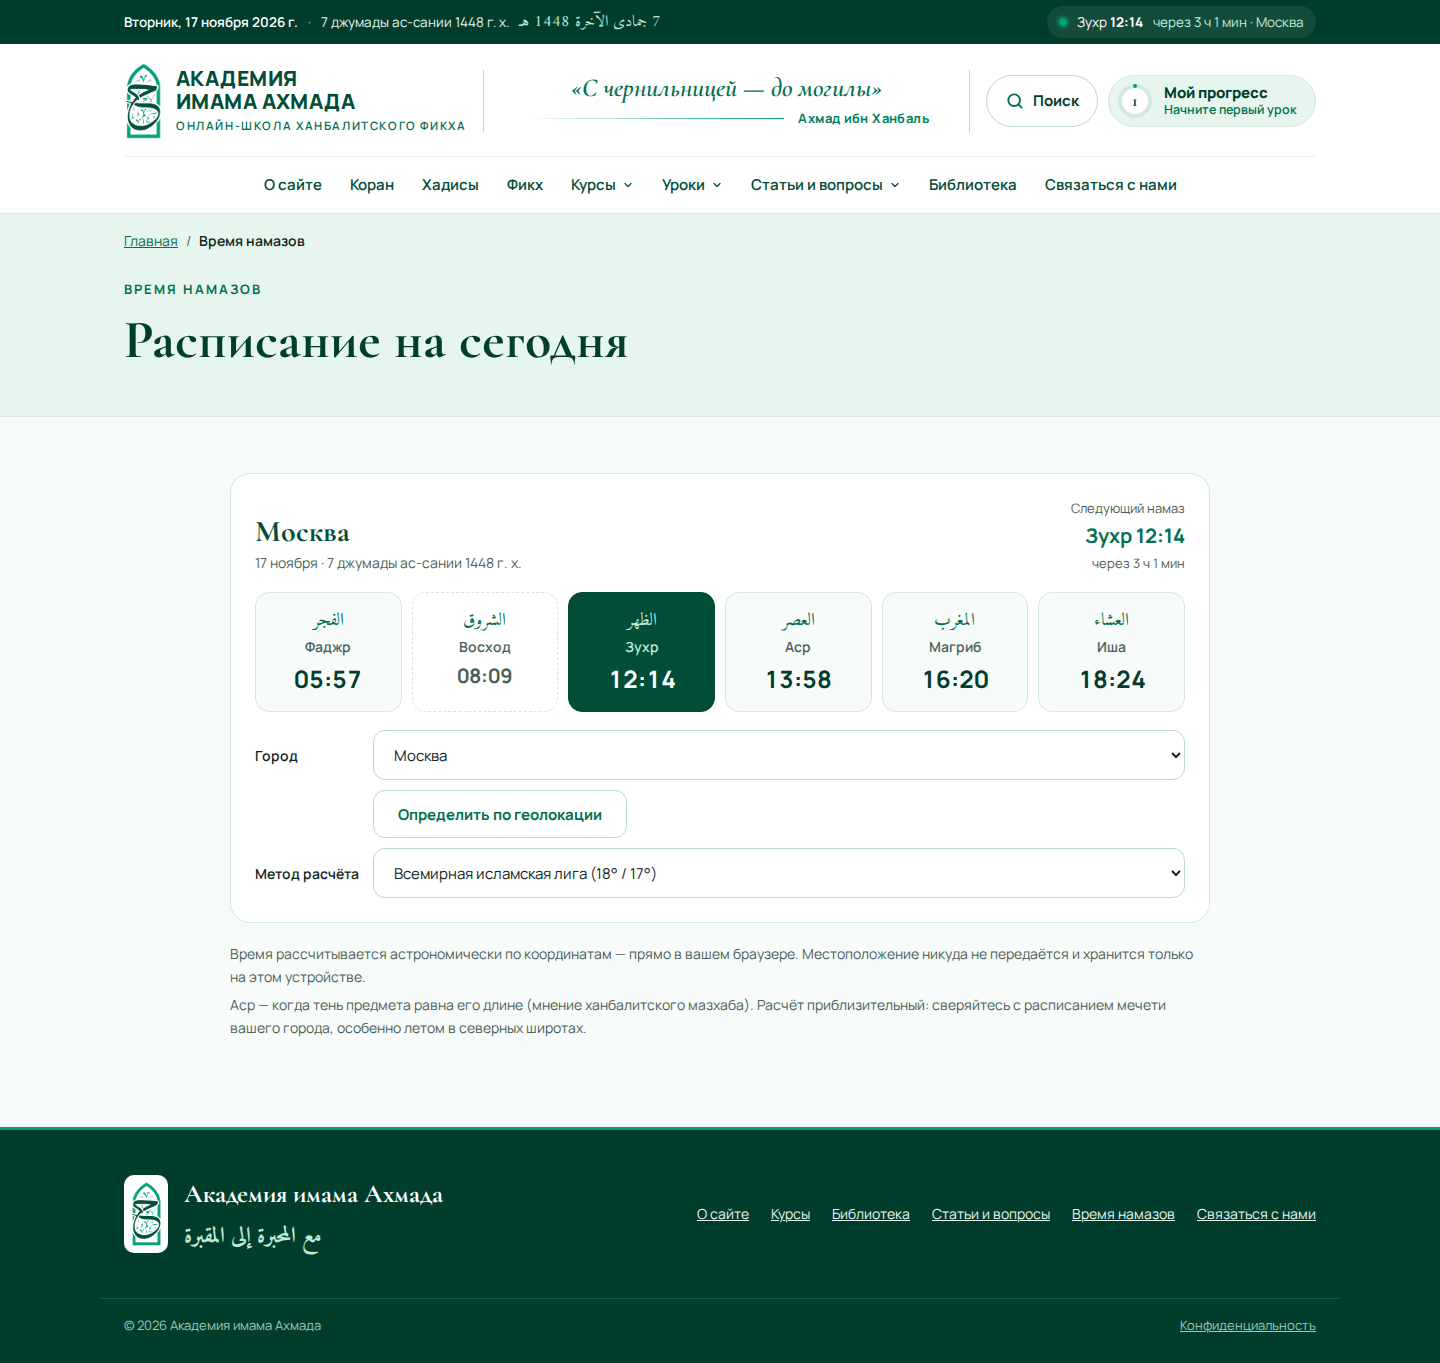 Вторник, 17 ноября 2026 г. · 7 джумады ас-сании 1448 г. х. 7 جمادى الآخرة 1448 هـ
Зухр 12:14 через 3 ч 1 мин · Москва
АКАДЕМИЯ
ИМАМА АХМАДА
ОНЛАЙН-ШКОЛА ХАНБАЛИТСКОГО ФИКХА
«С чернильницей — до могилы»
Ахмад ибн Ханбаль
Поиск
1
Мой прогресс
Начните первый урок
О сайте Коран Хадисы Фикх Курсы Уроки Статьи и вопросы Библиотека Связаться с нами
Главная / Время намазов
ВРЕМЯ НАМАЗОВ
Расписание на сегодня
Москва
17 ноября · 7 джумады ас-сании 1448 г. х.
Следующий намаз
Зухр 12:14
через 3 ч 1 мин
الفجر
Фаджр
05:57
الشروق
Восход
08:09
الظهر
Зухр
12:14
العصر
Аср
13:58
المغرب
Магриб
16:20
العشاء
Иша
18:24
Город
Москва
Определить по геолокации
Метод расчёта
Всемирная исламская лига (18° / 17°)
Время рассчитывается астрономически по координатам — прямо в вашем браузере. Местоположение никуда не передаётся и хранится только
на этом устройстве.
Аср — когда тень предмета равна его длине (мнение ханбалитского мазхаба). Расчёт приблизительный: сверяйтесь с расписанием мечети
вашего города, особенно летом в северных широтах.
Академия имама Ахмада
مع المحبرة إلى المقبرة
О сайте Курсы Библиотека Статьи и вопросы Время намазов Связаться с нами
© 2026 Академия имама Ахмада
Конфиденциальность